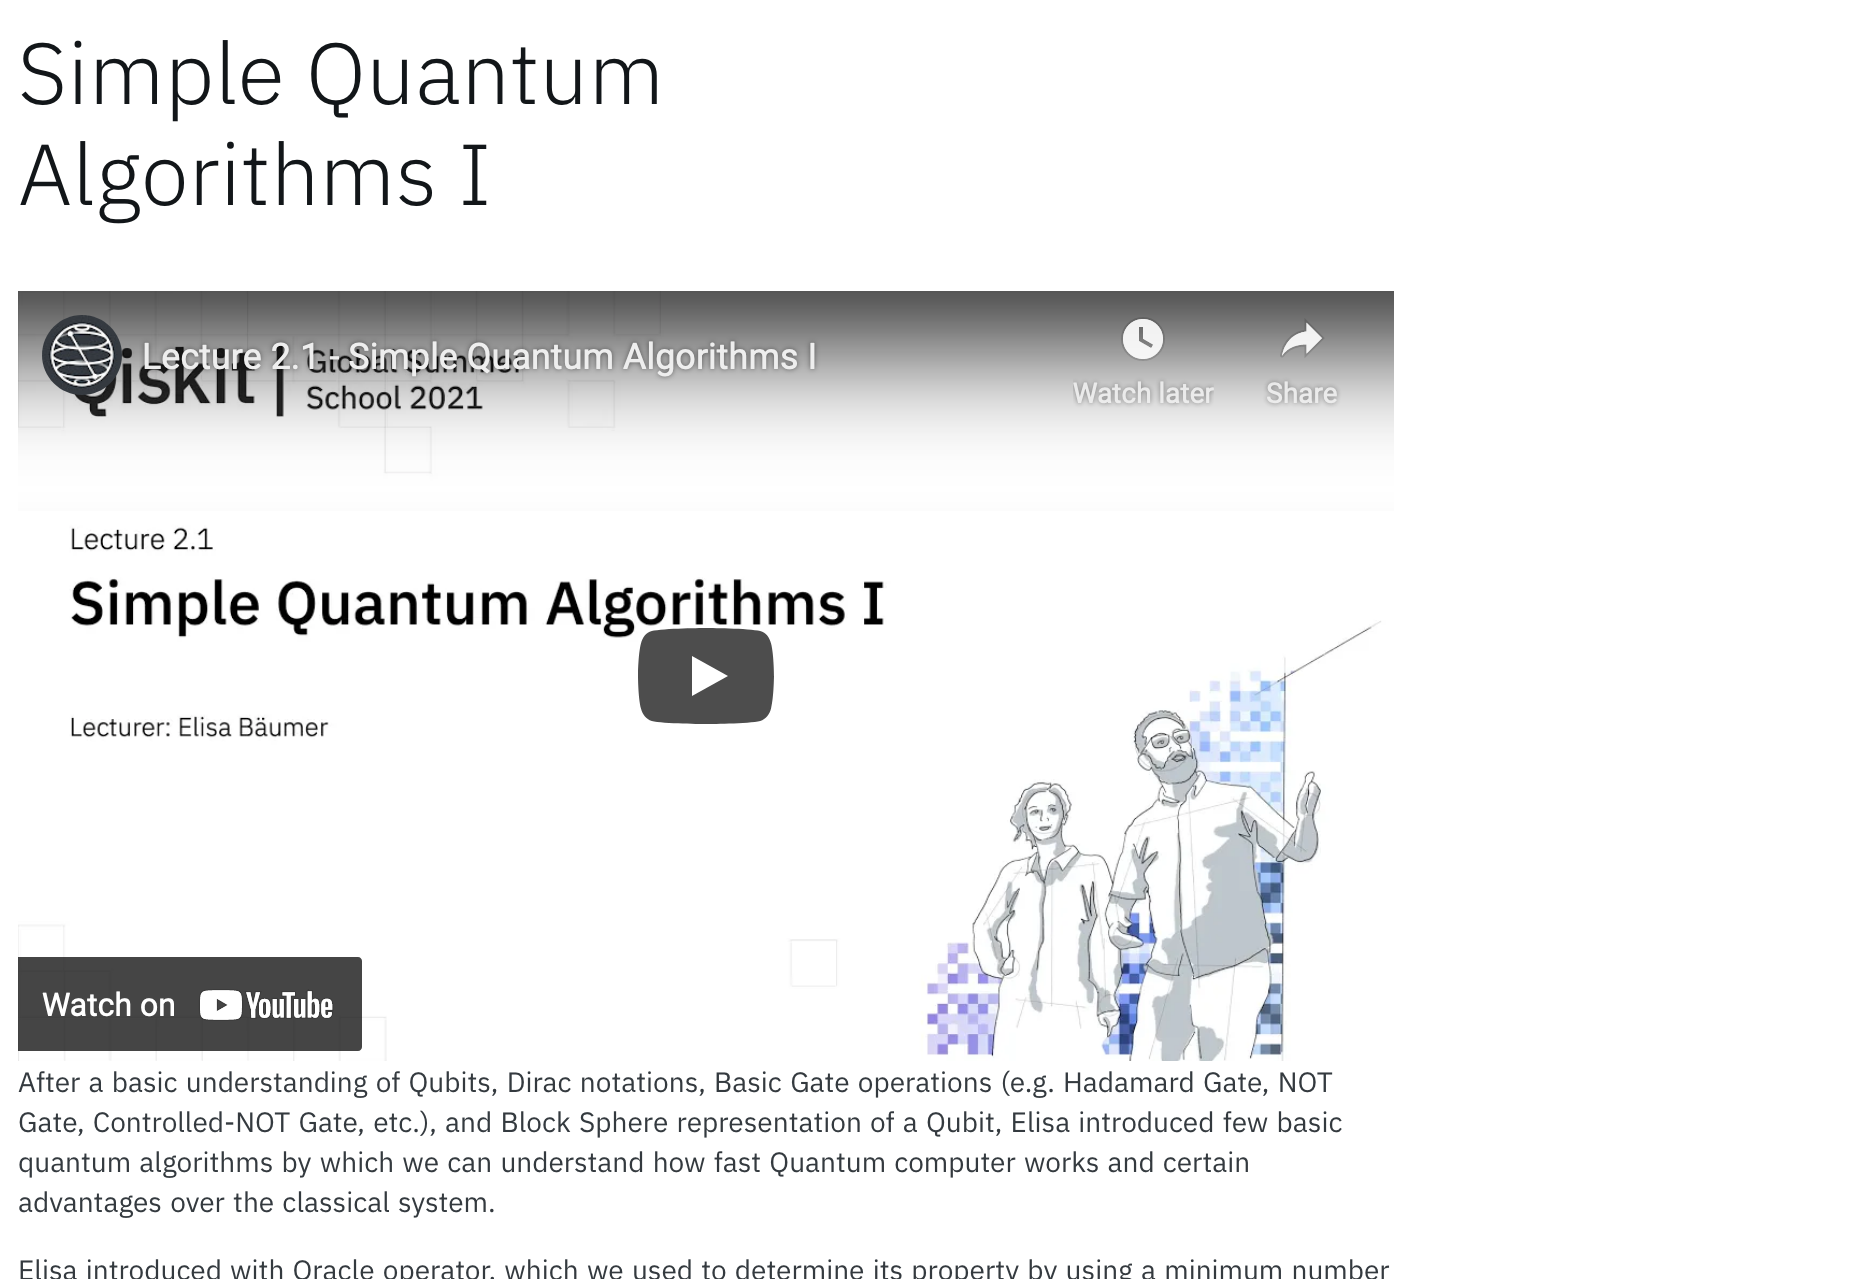 Simple Quantum
Algorithms I
Lecture 2.1 - Simple Quantum Algorithms I
Watch later
Share
Qiskit | Global Summer
School 2021
Lecture 2.1
Simple Quantum Algorithms I
Lecturer: Elisa Bäumer
Watch on YouTube
After a basic understanding of Qubits, Dirac notations, Basic Gate operations (e.g. Hadamard Gate, NOT
Gate, Controlled-NOT Gate, etc.), and Block Sphere representation of a Qubit, Elisa introduced few basic
quantum algorithms by which we can understand how fast Quantum computer works and certain
advantages over the classical system.
Elisa introduced with Oracle operator, which we used to determine its property by using a minimum number